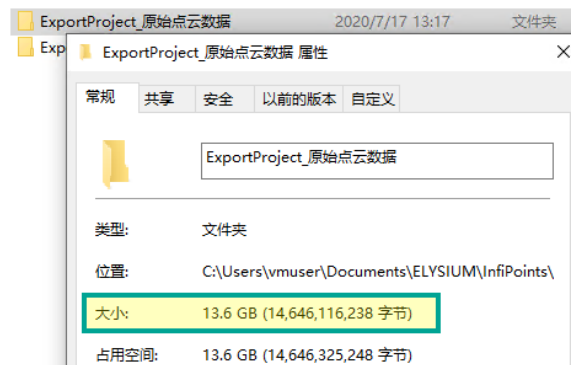 ExportProject_原始点云数据 2020/7/17 13:17 文件夹
Exp
ExportProject_原始点云数据 属性
常规 共享 安全 以前的版本 自定义
ExportProject_原始点云数据
类型: 文件夹
位置: C:\Users\vmuser\Documents\ELYSIUM\InfiPoints\
大小: 13.6 GB (14,646,116,238 字节)
占用空间: 13.6 GB (14,646,325,248 字节)